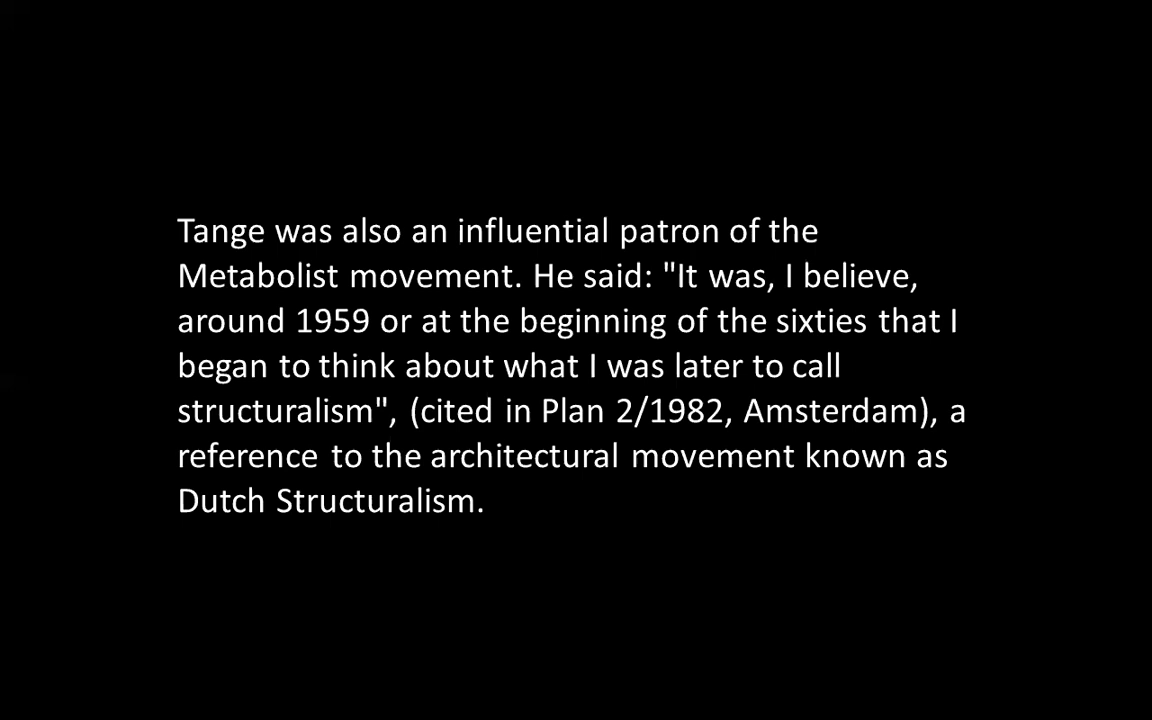 Tange was also an influential patron of the
Metabolist movement. He said: "It was, I believe,
around 1959 or at the beginning of the sixties that I
began to think about what I was later to call
structuralism", (cited in Plan 2/1982, Amsterdam), a
reference to the architectural movement known as
Dutch Structuralism.